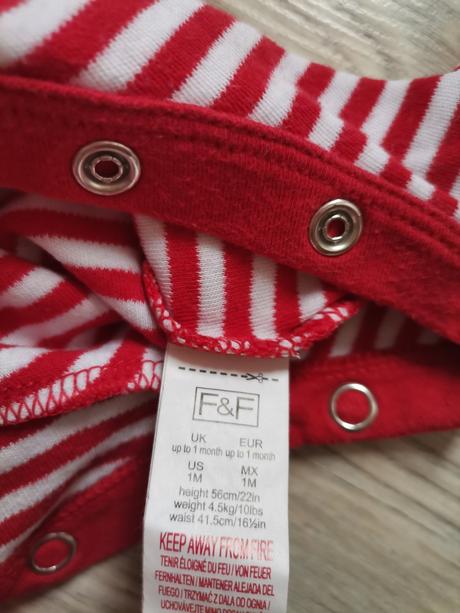 F&F
UK EUR
up to 1 month up to 1 month
US MX
1M 1M
height 56cm/22in
weight 4.5kg/10lbs
waist 41.5cm/16½in
KEEP AWAY FROM FIRE
TENIR ÉLOIGNÉ DU FEU / VON FEUER
FERNHALTEN / MANTENER ALEJADA DEL
FUEGO / TRZYMAĆ Z DALA OD OGNIA /
UCHOVÁVEJTE MIMO